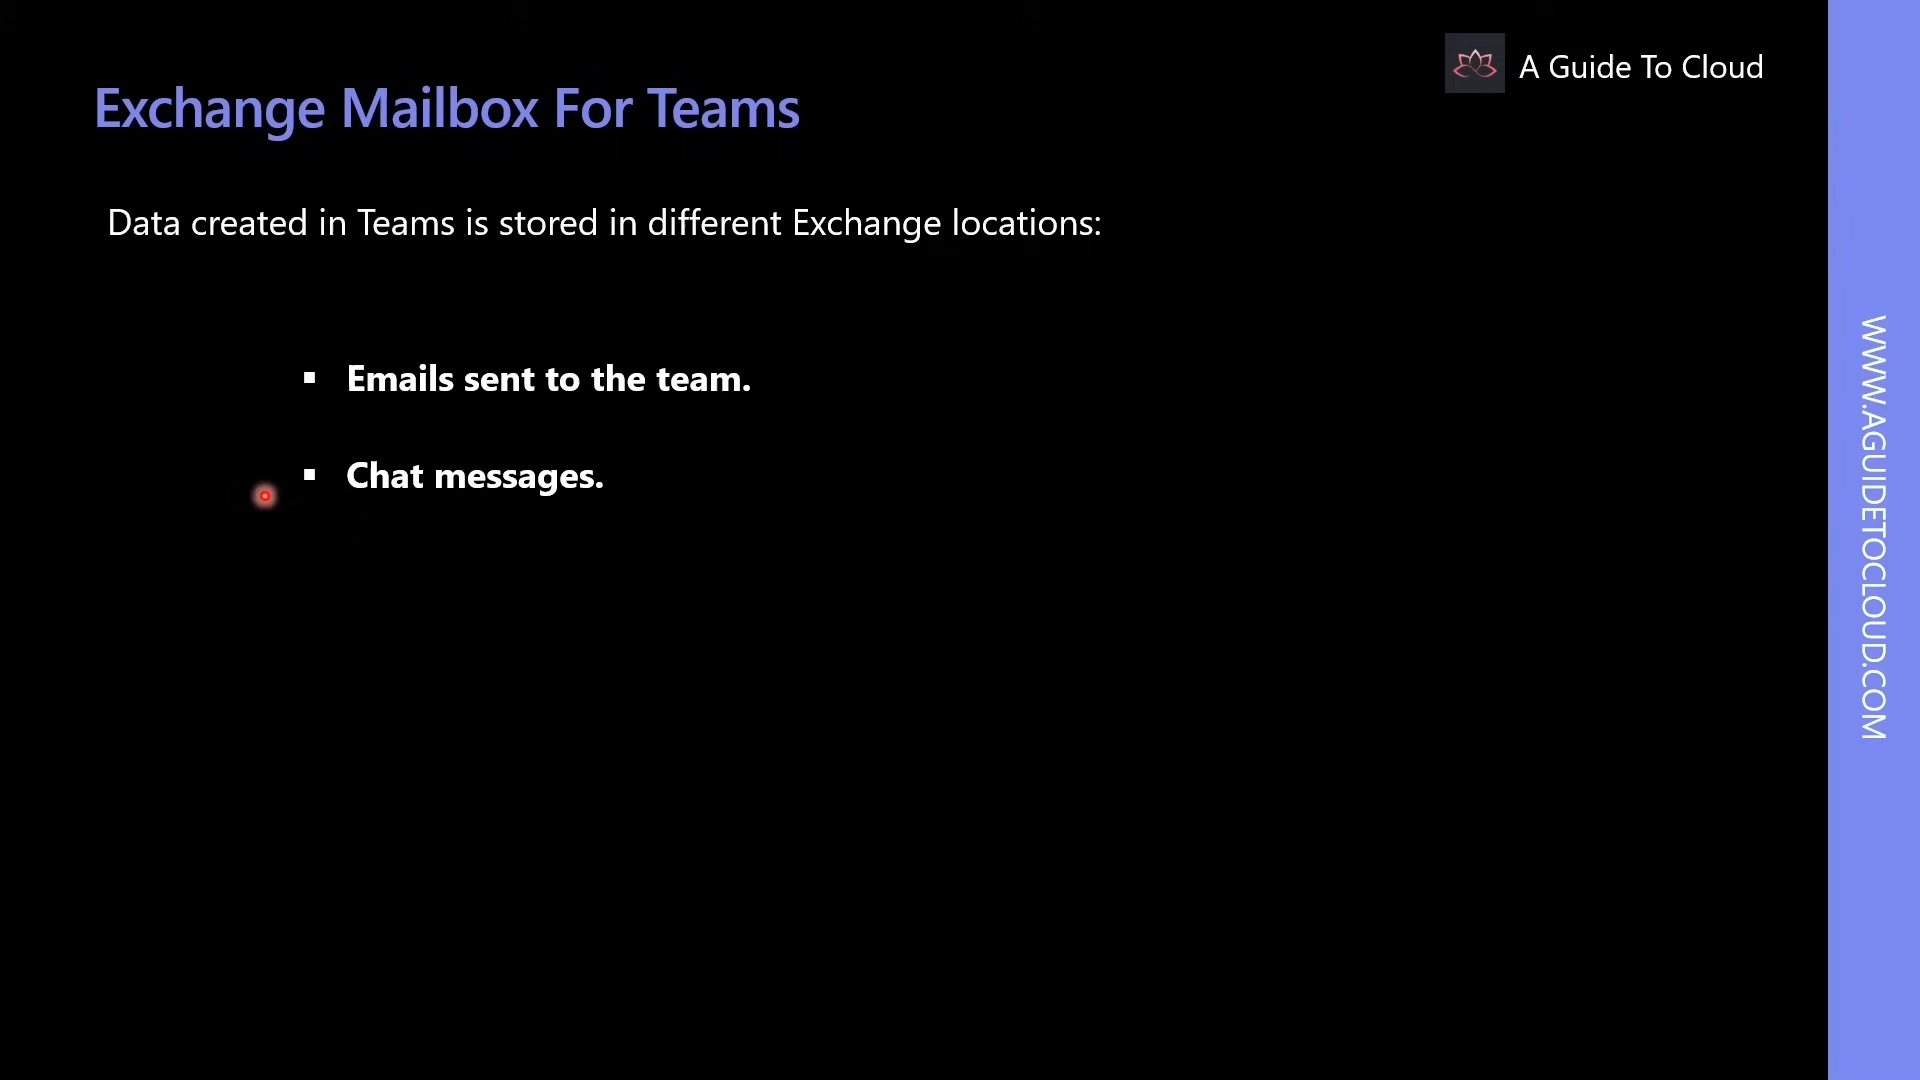 A Guide To Cloud
Exchange Mailbox For Teams
Data created in Teams is stored in different Exchange locations:
▪ Emails sent to the team.
▪ Chat messages.
WWW.AGUIDETOCLOUD.COM